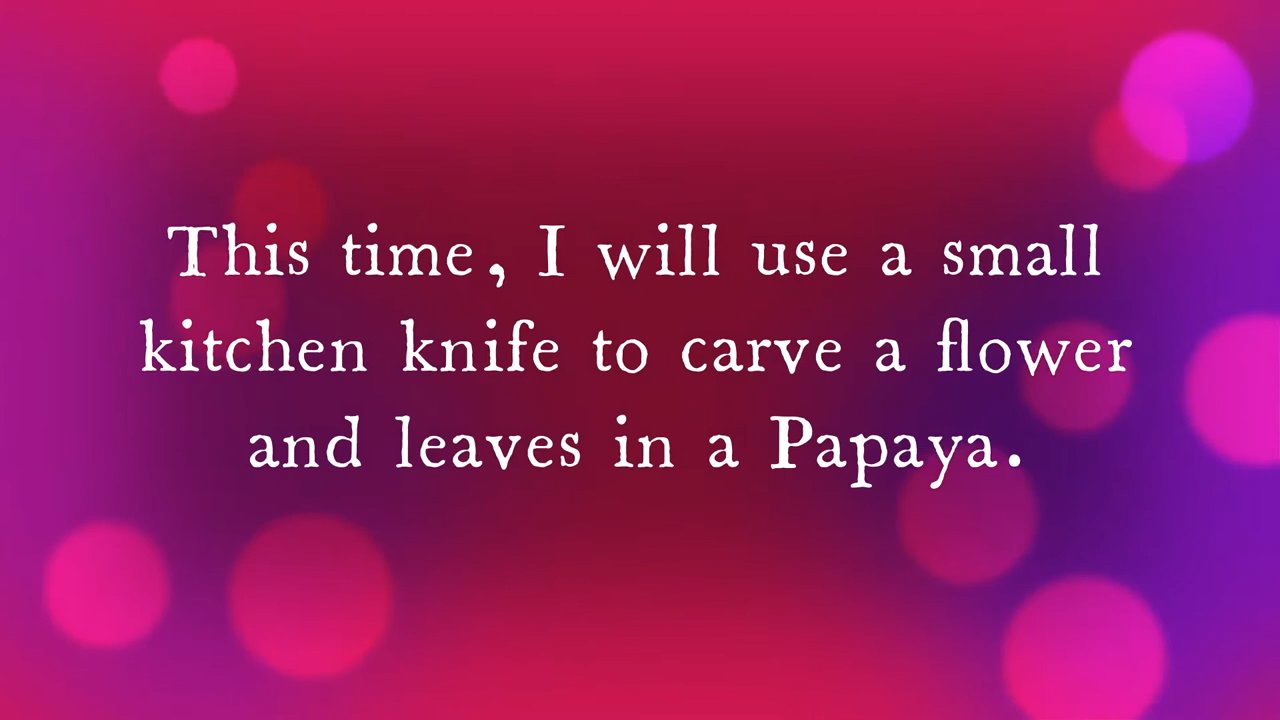 This time, I will use a small
kitchen knife to carve a flower
and leaves in a Papaya.